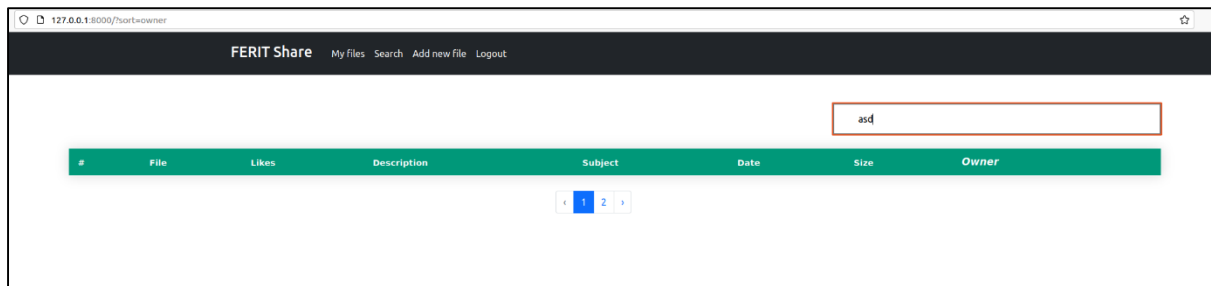 127.0.0.1:8000/?sort=owner
FERIT Share My files Search Add new file Logout
asd
# File Likes Description Subject Date Size Owner
‹ 1 2 ›